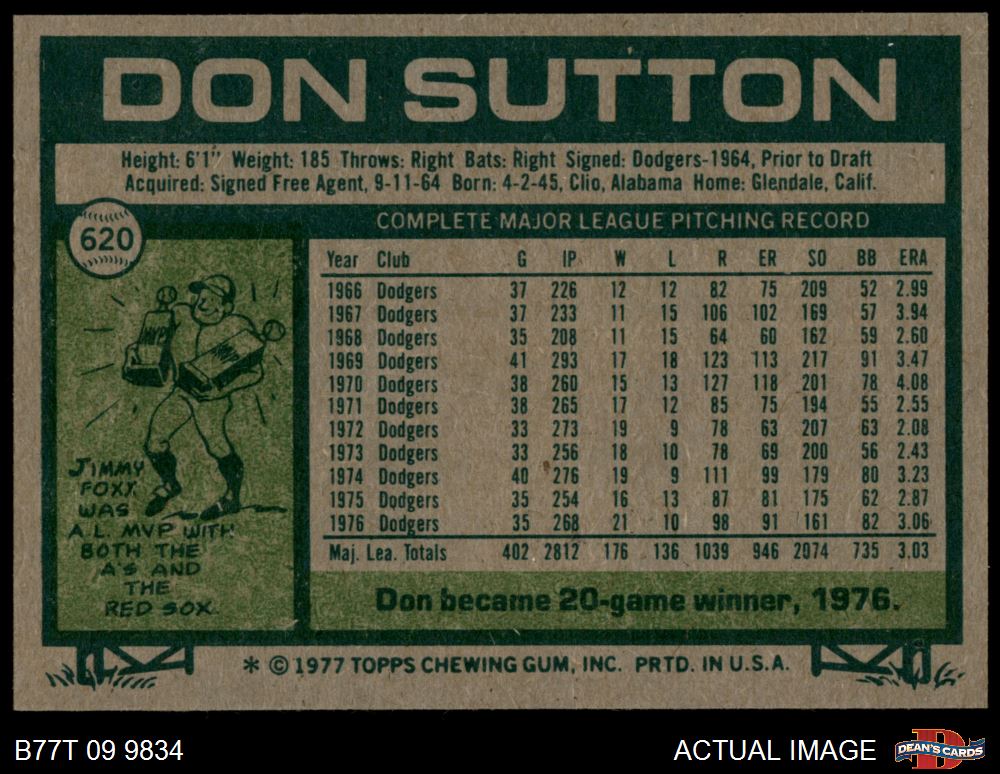 DON SUTTON
Height: 6'1" Weight: 185 Throws: Right Bats: Right Signed: Dodgers-1964, Prior to Draft
Acquired: Signed Free Agent, 9-11-64 Born: 4-2-45, Clio, Alabama Home: Glendale, Calif.
620
COMPLETE MAJOR LEAGUE PITCHING RECORD
Year Club G IP W L R ER SO BB ERA
1966 Dodgers 37 226 12 12 82 75 209 52 2.99
1967 Dodgers 37 233 11 15 106 102 169 57 3.94
1968 Dodgers 35 208 11 15 64 60 162 59 2.60
1969 Dodgers 41 293 17 18 123 113 217 91 3.47
1970 Dodgers 38 260 15 13 127 118 201 78 4.08
1971 Dodgers 38 265 17 12 85 75 194 55 2.55
1972 Dodgers 33 273 19 9 78 63 207 63 2.08
1973 Dodgers 33 256 18 10 78 69 200 56 2.43
1974 Dodgers 40 276 19 9 111 99 179 80 3.23
1975 Dodgers 35 254 16 13 87 81 175 62 2.87
1976 Dodgers 35 268 21 10 98 91 161 82 3.06
Maj. Lea. Totals 402 2812 176 136 1039 946 2074 735 3.03
Don became 20-game winner, 1976.
MVP
MVP
JIMMY
FOXX
WAS
A.L. MVP WITH
BOTH THE
A'S AND
THE
RED SOX.
* © 1977 TOPPS CHEWING GUM, INC. PRTD. IN U.S.A.
B77T 09 9834
ACTUAL IMAGE
D
DEAN'S CARDS